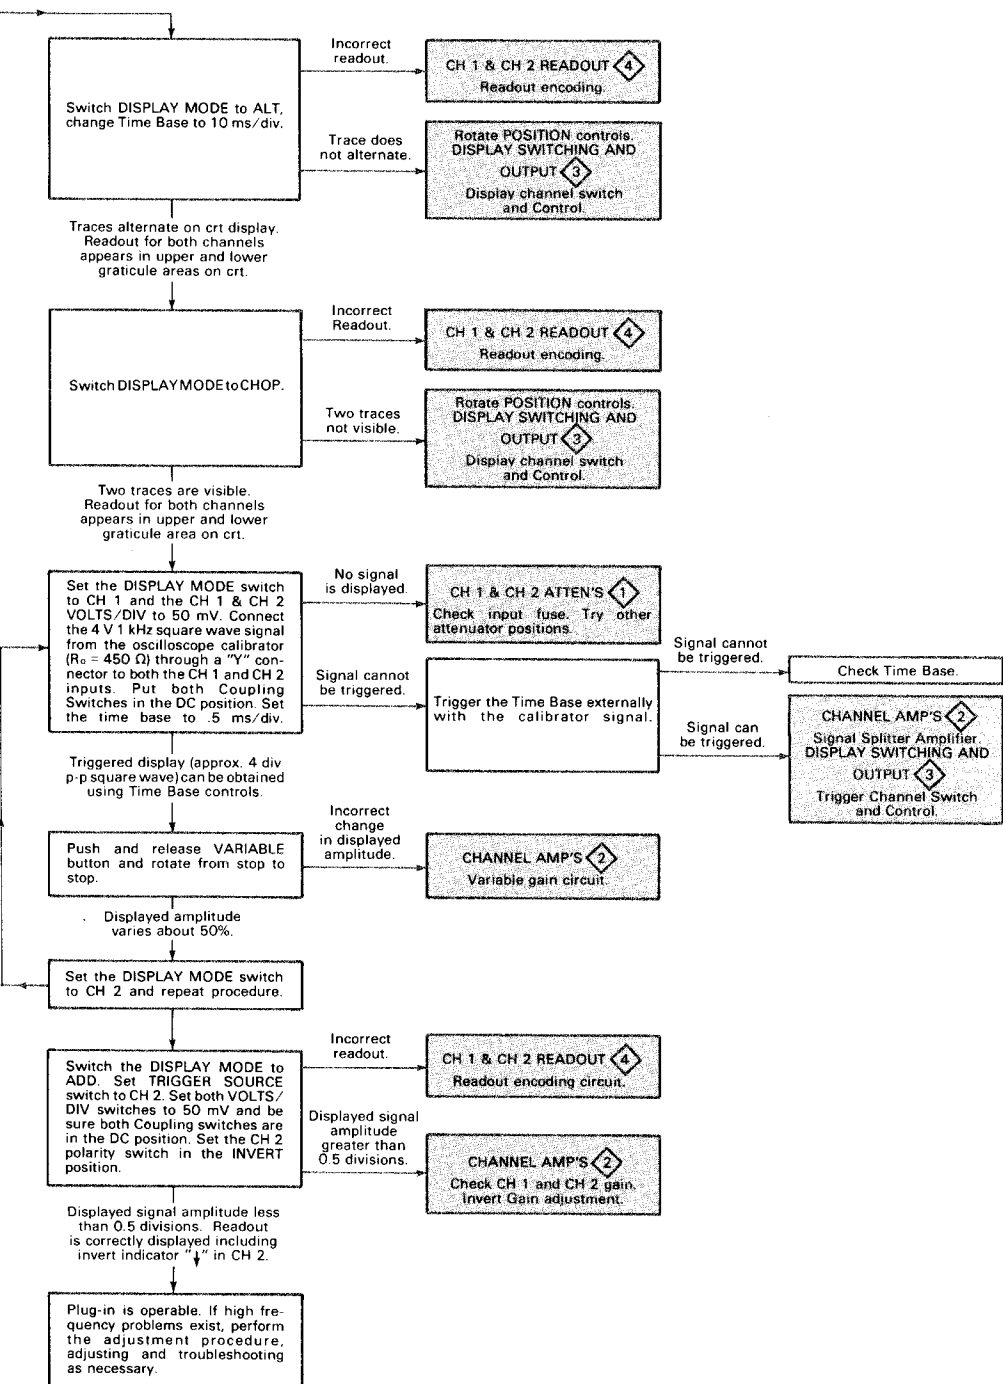 Switch DISPLAY MODE to ALT,
change Time Base to 10 ms/div.
Incorrect
readout.
CH 1 & CH 2 READOUT 4
Readout encoding.
Trace does
not alternate.
Rotate POSITION controls.
DISPLAY SWITCHING AND
OUTPUT 3
Display channel switch
and Control.
Traces alternate on crt display.
Readout for both channels
appears in upper and lower
graticule areas on crt.
Switch DISPLAY MODE to CHOP.
Incorrect
Readout.
CH 1 & CH 2 READOUT 4
Readout encoding.
Two traces
not visible.
Rotate POSITION controls.
DISPLAY SWITCHING AND
OUTPUT 3
Display channel switch
and Control.
Two traces are visible.
Readout for both channels
appears in upper and lower
graticule area on crt.
Set the DISPLAY MODE switch
to CH 1 and the CH 1 & CH 2
VOLTS/DIV to 50 mV. Connect
the 4 V 1 kHz square wave signal
from the oscilloscope calibrator
(Ro = 450 Ω) through a "Y" con-
nector to both the CH 1 and CH 2
inputs. Put both Coupling
Switches in the DC position. Set
the time base to .5 ms/div.
No signal
is displayed.
CH 1 & CH 2 ATTEN'S 1
Check input fuse. Try other
attenuator positions.
Signal cannot
be triggered.
Trigger the Time Base externally
with the calibrator signal.
Signal cannot
be triggered.
Check Time Base.
Signal can
be triggered.
CHANNEL AMP'S 2
Signal Splitter Amplifier.
DISPLAY SWITCHING AND
OUTPUT 3
Trigger Channel Switch
and Control.
Triggered display (approx. 4 div
p-p square wave) can be obtained
using Time Base controls.
Push and release VARIABLE
button and rotate from stop to
stop.
Incorrect
change
in displayed
amplitude.
CHANNEL AMP'S 2
Variable gain circuit.
Displayed amplitude
varies about 50%.
Set the DISPLAY MODE switch
to CH 2 and repeat procedure.
Switch the DISPLAY MODE to
ADD. Set TRIGGER SOURCE
switch to CH 2. Set both VOLTS/
DIV switches to 50 mV and be
sure both Coupling switches are
in the DC position. Set the CH 2
polarity switch in the INVERT
position.
Incorrect
readout.
CH 1 & CH 2 READOUT 4
Readout encoding circuit.
Displayed signal
amplitude
greater than
0.5 divisions.
CHANNEL AMP'S 2
Check CH 1 and CH 2 gain.
Invert Gain adjustment.
Displayed signal amplitude less
than 0.5 divisions. Readout
is correctly displayed including
invert indicator "↓" in CH 2.
Plug-in is operable. If high fre-
quency problems exist, perform
the adjustment procedure,
adjusting and troubleshooting
as necessary.